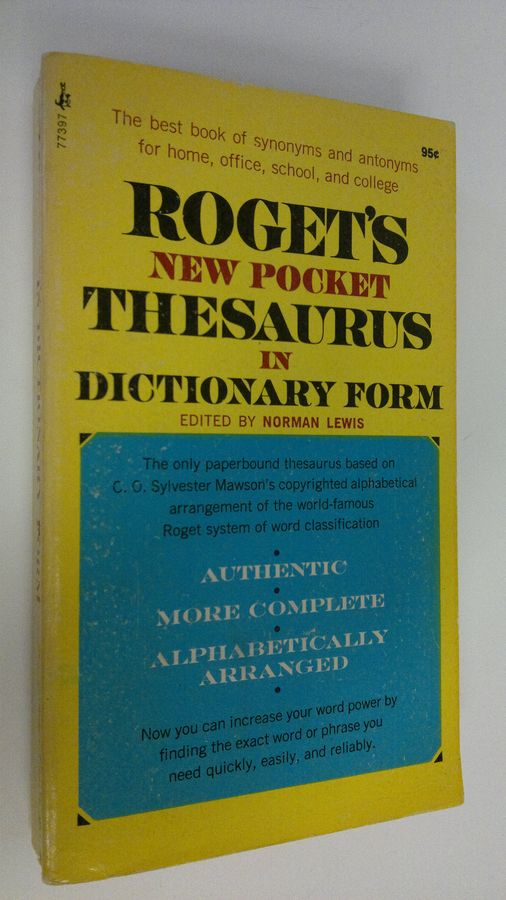 77397
The best book of synonyms and antonyms
for home, office, school, and college
95¢
ROGET'S
NEW POCKET
THESAURUS
IN
DICTIONARY FORM
EDITED BY NORMAN LEWIS
The only paperbound thesaurus based on
C. O. Sylvester Mawson's copyrighted alphabetical
arrangement of the world-famous
Roget system of word classification
• AUTHENTIC
• MORE COMPLETE
• ALPHABETICALLY
ARRANGED
•
Now you can increase your word power by
finding the exact word or phrase you
need quickly, easily, and reliably.